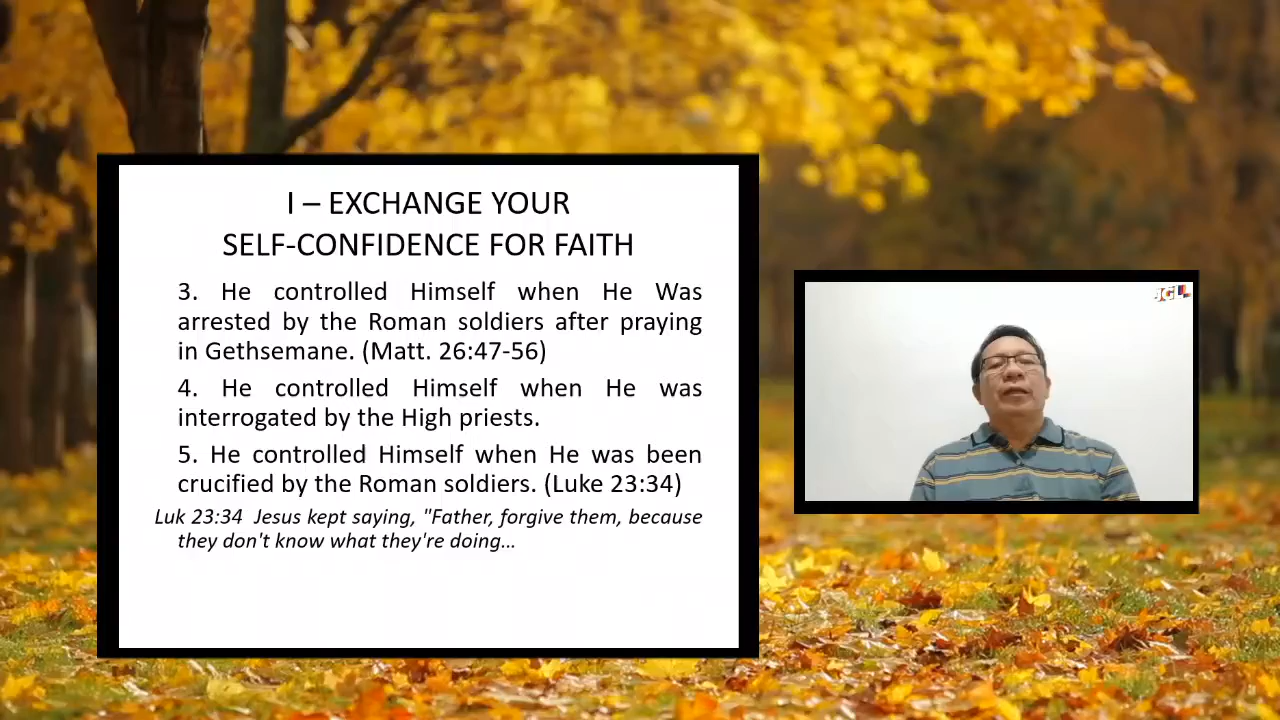 I – EXCHANGE YOUR
SELF-CONFIDENCE FOR FAITH
3. He controlled Himself when He Was
arrested by the Roman soldiers after praying
in Gethsemane. (Matt. 26:47-56)
4. He controlled Himself when He was
interrogated by the High priests.
5. He controlled Himself when He was been
crucified by the Roman soldiers. (Luke 23:34)
Luk 23:34 Jesus kept saying, "Father, forgive them, because
they don't know what they're doing...
JGL